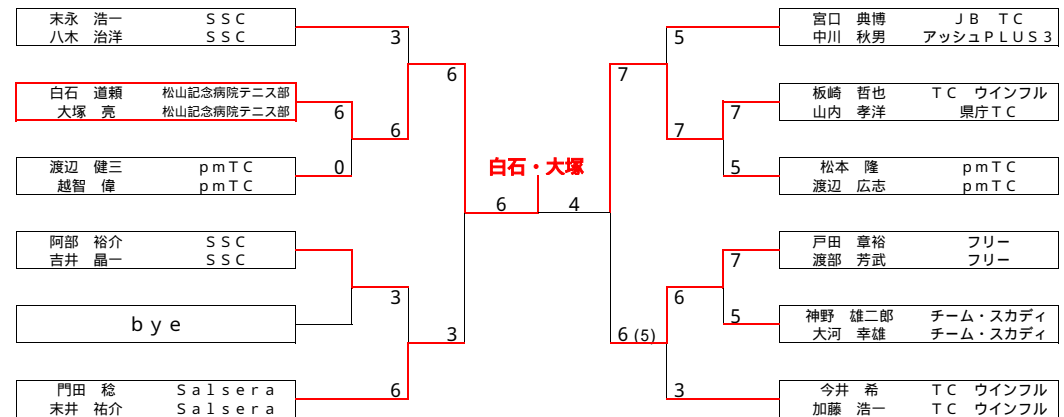 末永　浩一　ＳＳＣ
八木　治洋　ＳＳＣ
3
白石　道頼　松山記念病院テニス部
大塚　亮　松山記念病院テニス部
6
6
6
渡辺　健三　ｐｍＴＣ
越智　偉　ｐｍＴＣ
0
阿部　裕介　ＳＳＣ
吉井　晶一　ＳＳＣ
3
ｂｙｅ
3
門田　稔　Ｓａｌｓｅｒａ
末井　祐介　Ｓａｌｓｅｒａ
6
白石・大塚
6　4
宮口　典博　ＪＢ　ＴＣ
中川　秋男　アッシュＰＬＵＳ３
5
7
板崎　哲也　ＴＣ　ウインフル
山内　孝洋　県庁ＴＣ
7
7
松本　隆　ｐｍＴＣ
渡辺　広志　ｐｍＴＣ
5
戸田　章裕　フリー
渡部　芳武　フリー
7
6
神野　雄二郎　チーム・スカディ
大河　幸雄　チーム・スカディ
5
6 (5)
今井　希　ＴＣ　ウインフル
加藤　浩一　ＴＣ　ウインフル
3